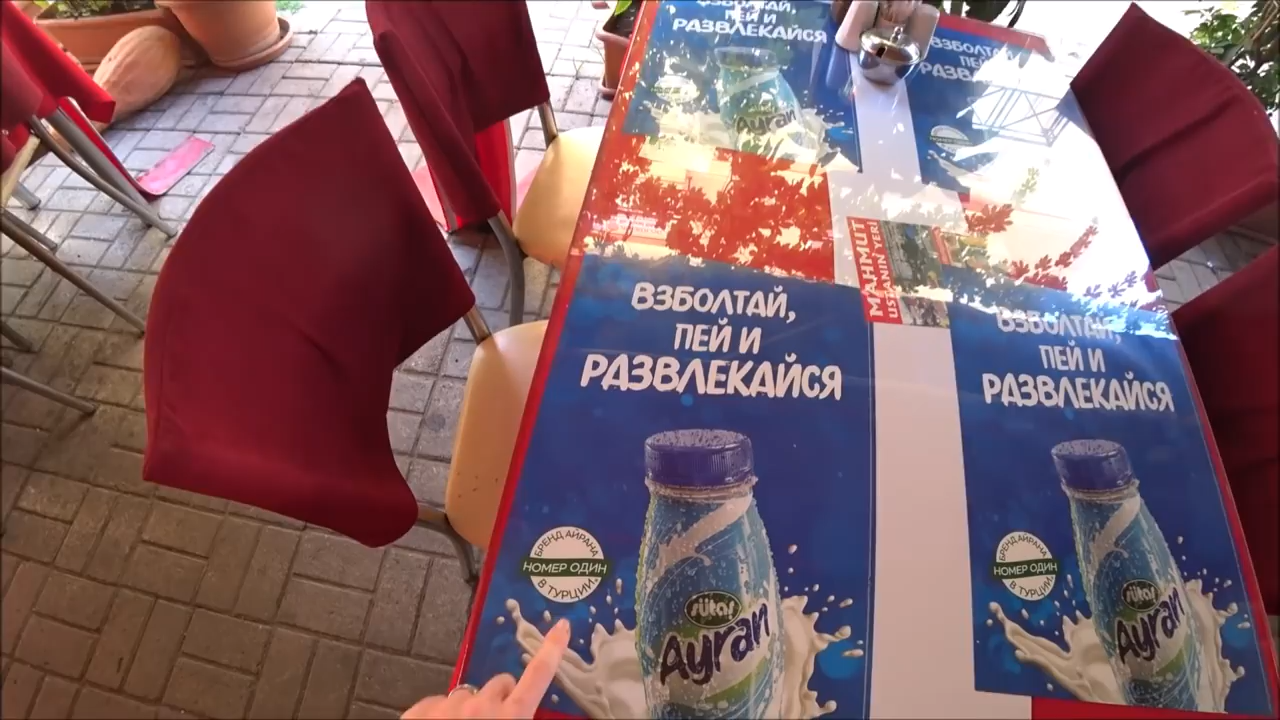 ВЗБОЛТАЙ,
ПЕЙ И
РАЗВЛЕКАЙСЯ
Ayran
ВЗБОЛТАЙ,
ПЕЙ
MAHMUT
USTANIN YERİ
ВЗБОЛТАЙ,
ПЕЙ И
РАЗВЛЕКАЙСЯ
БРЕНД АЙРАНА
НОМЕР ОДИН
В ТУРЦИИ
sütaş
Ayran
ВЗБОЛТАЙ,
ПЕЙ И
РАЗВЛЕКАЙСЯ
БРЕНД АЙРАНА
НОМЕР ОДИН
В ТУРЦИИ
sütaş
Ayran